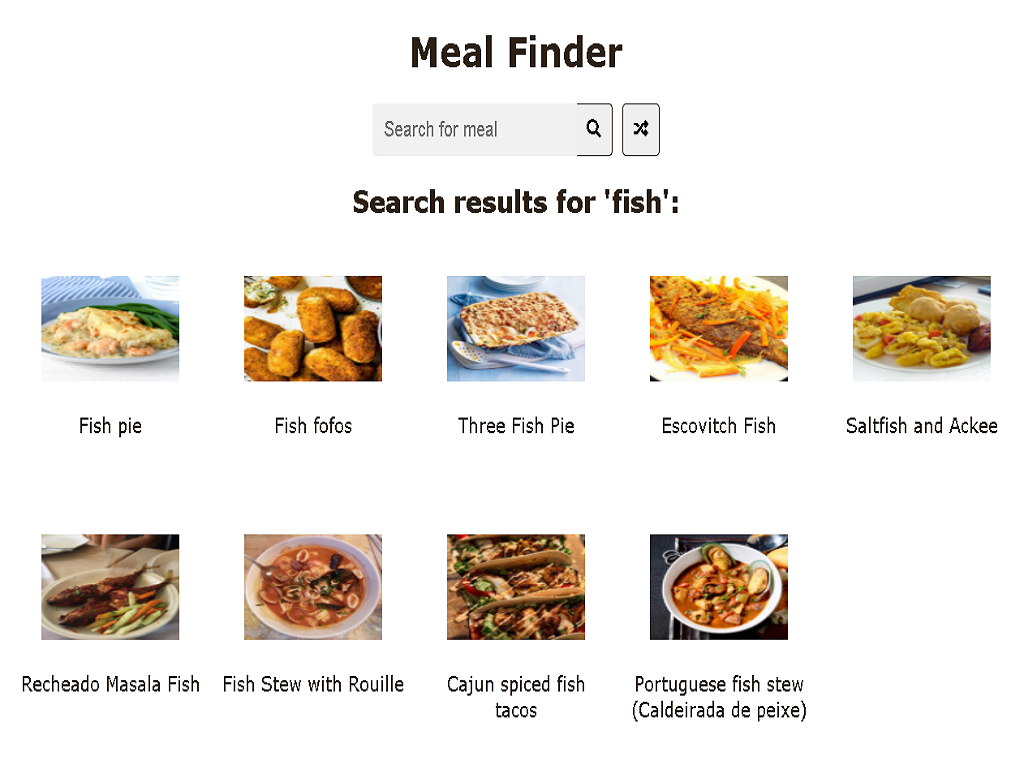 Meal Finder
Search for meal
Search results for 'fish':
Fish pie
Fish fofos
Three Fish Pie
Escovitch Fish
Saltfish and Ackee
Recheado Masala Fish
Fish Stew with Rouille
Cajun spiced fish
tacos
Portuguese fish stew
(Caldeirada de peixe)